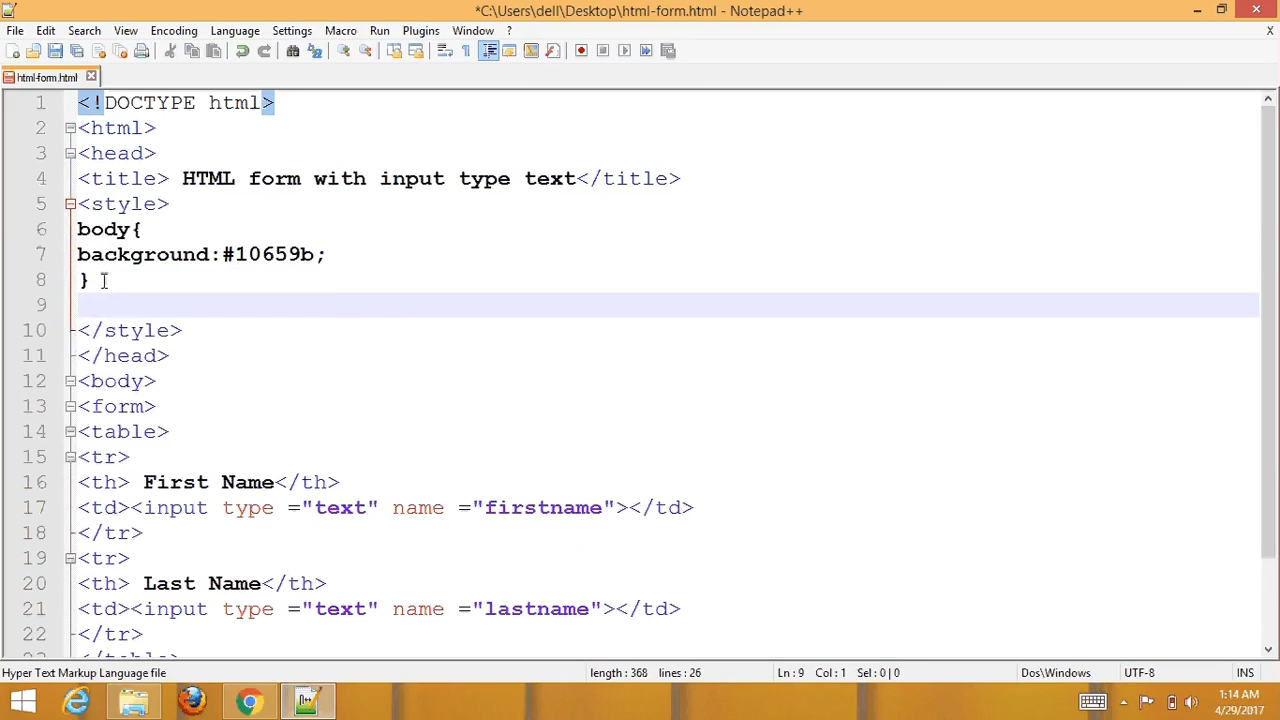 *C:\Users\dell\Desktop\html-form.html - Notepad++
File Edit Search View Encoding Language Settings Macro Run Plugins Window ? X
html-form.html
1 <!DOCTYPE html>
2 <html>
3 <head>
4 <title> HTML form with input type text</title>
5 <style>
6 body{
7 background:#10659b;
8 }
9
10 </style>
11 </head>
12 <body>
13 <form>
14 <table>
15 <tr>
16 <th> First Name</th>
17 <td><input type ="text" name ="firstname"></td>
18 </tr>
19 <tr>
20 <th> Last Name</th>
21 <td><input type ="text" name ="lastname"></td>
22 </tr>
23 </table>
Hyper Text Markup Language file length : 368 lines : 26 Ln : 9 Col : 1 Sel : 0 | 0 Dos\Windows UTF-8 INS
1:14 AM
4/29/2017